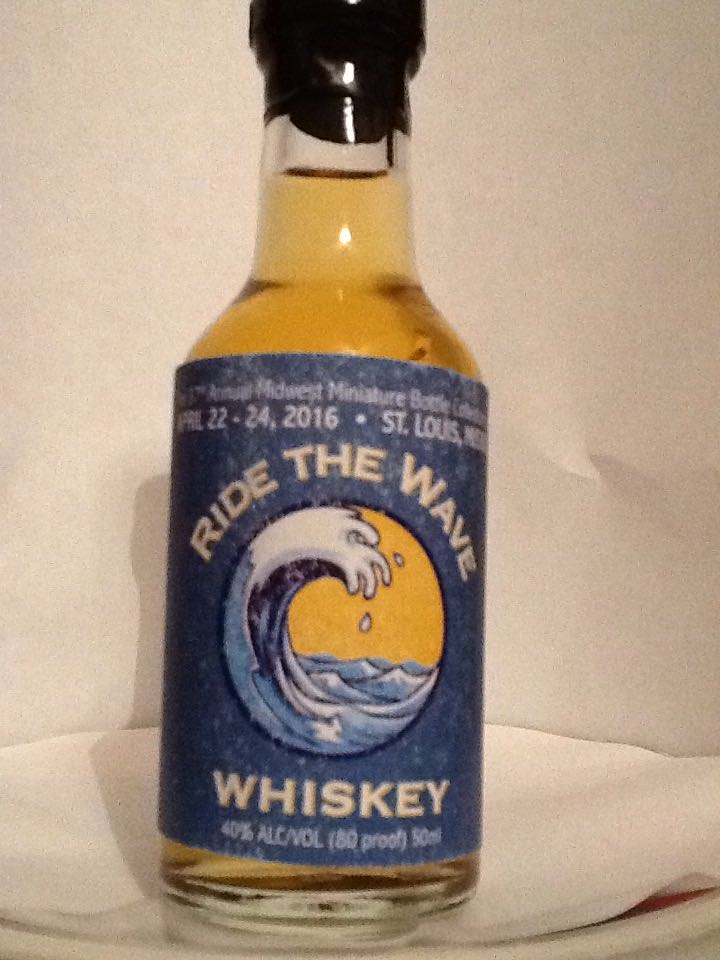 Annual Midwest Miniature Bottle
APRIL 22 - 24, 2016 • ST. LOUIS,
RIDE THE WAVE
WHISKEY
40% ALC/VOL (80 proof) 50ml